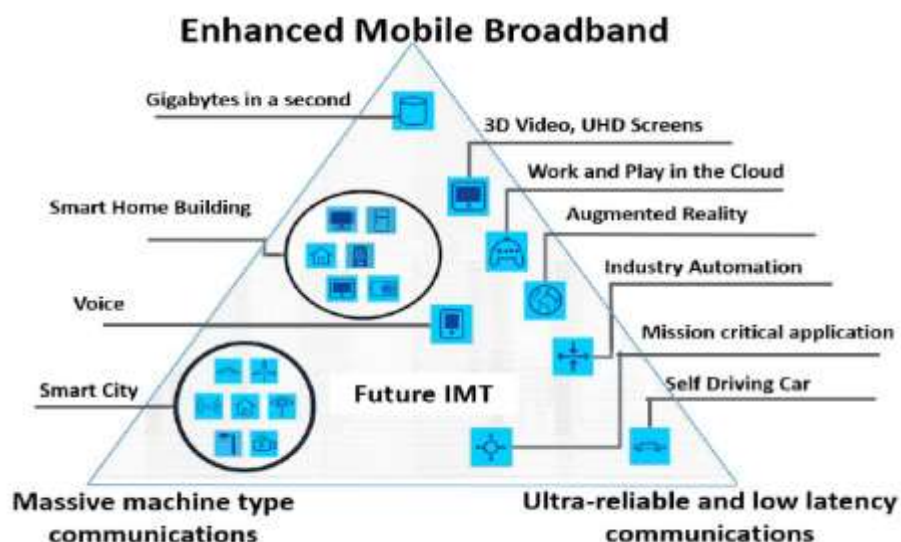 Enhanced Mobile Broadband
Gigabytes in a second
3D Video, UHD Screens
Work and Play in the Cloud
Smart Home Building
Augmented Reality
Industry Automation
Voice
Mission critical application
Self Driving Car
Smart City
Future IMT
Massive machine type
communications
Ultra-reliable and low latency
communications